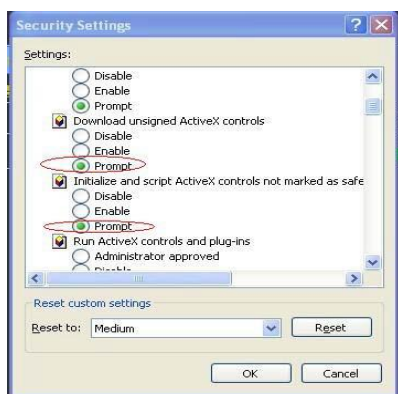 Security Settings
Settings:
Disable
Enable
Prompt
Download unsigned ActiveX controls
Disable
Enable
Prompt
Initialize and script ActiveX controls not marked as safe
Disable
Enable
Prompt
Run ActiveX controls and plug-ins
Administrator approved
Disable
Reset custom settings
Reset to: Medium Reset
OK Cancel